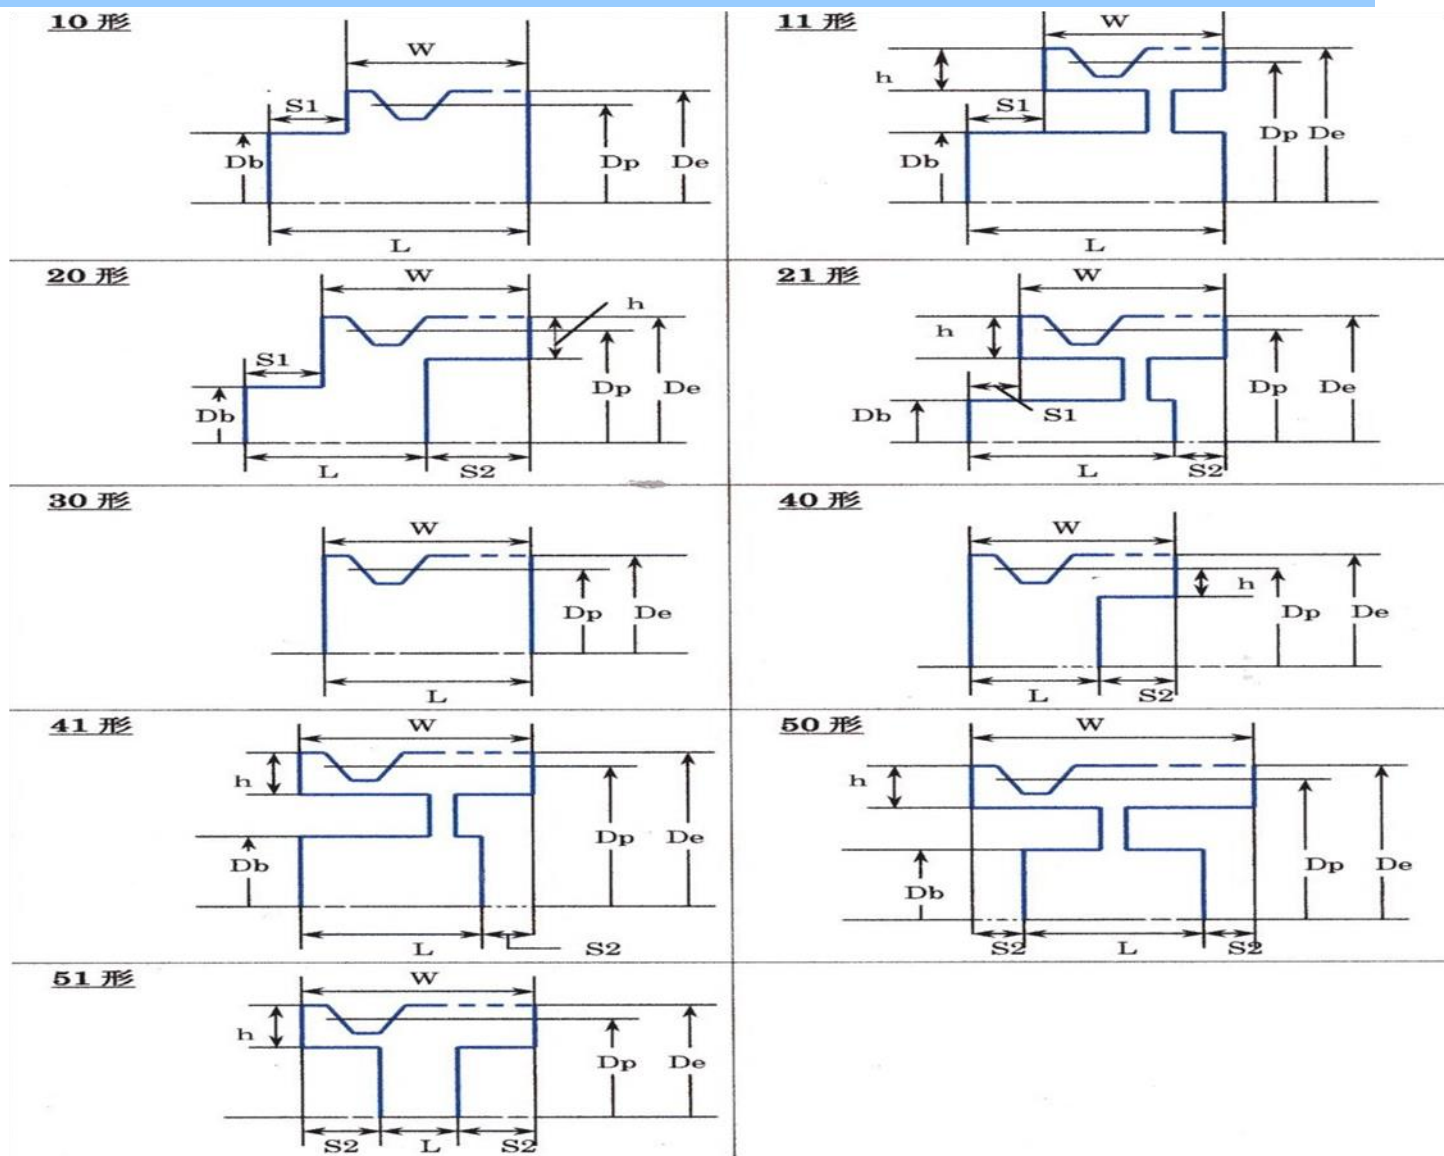 10 形
W
S1
Db
Dp
De
L
11 形
W
h
S1
Db
Dp
De
L
20 形
W
h
S1
Db
Dp
De
L
S2
21 形
W
h
Db
S1
Dp
De
L
S2
30 形
W
Dp
De
L
40 形
W
h
Dp
De
L
S2
41 形
W
h
Db
Dp
De
L
S2
50 形
W
h
Db
Dp
De
S2
L
S2
51 形
W
h
Dp
De
S2
L
S2